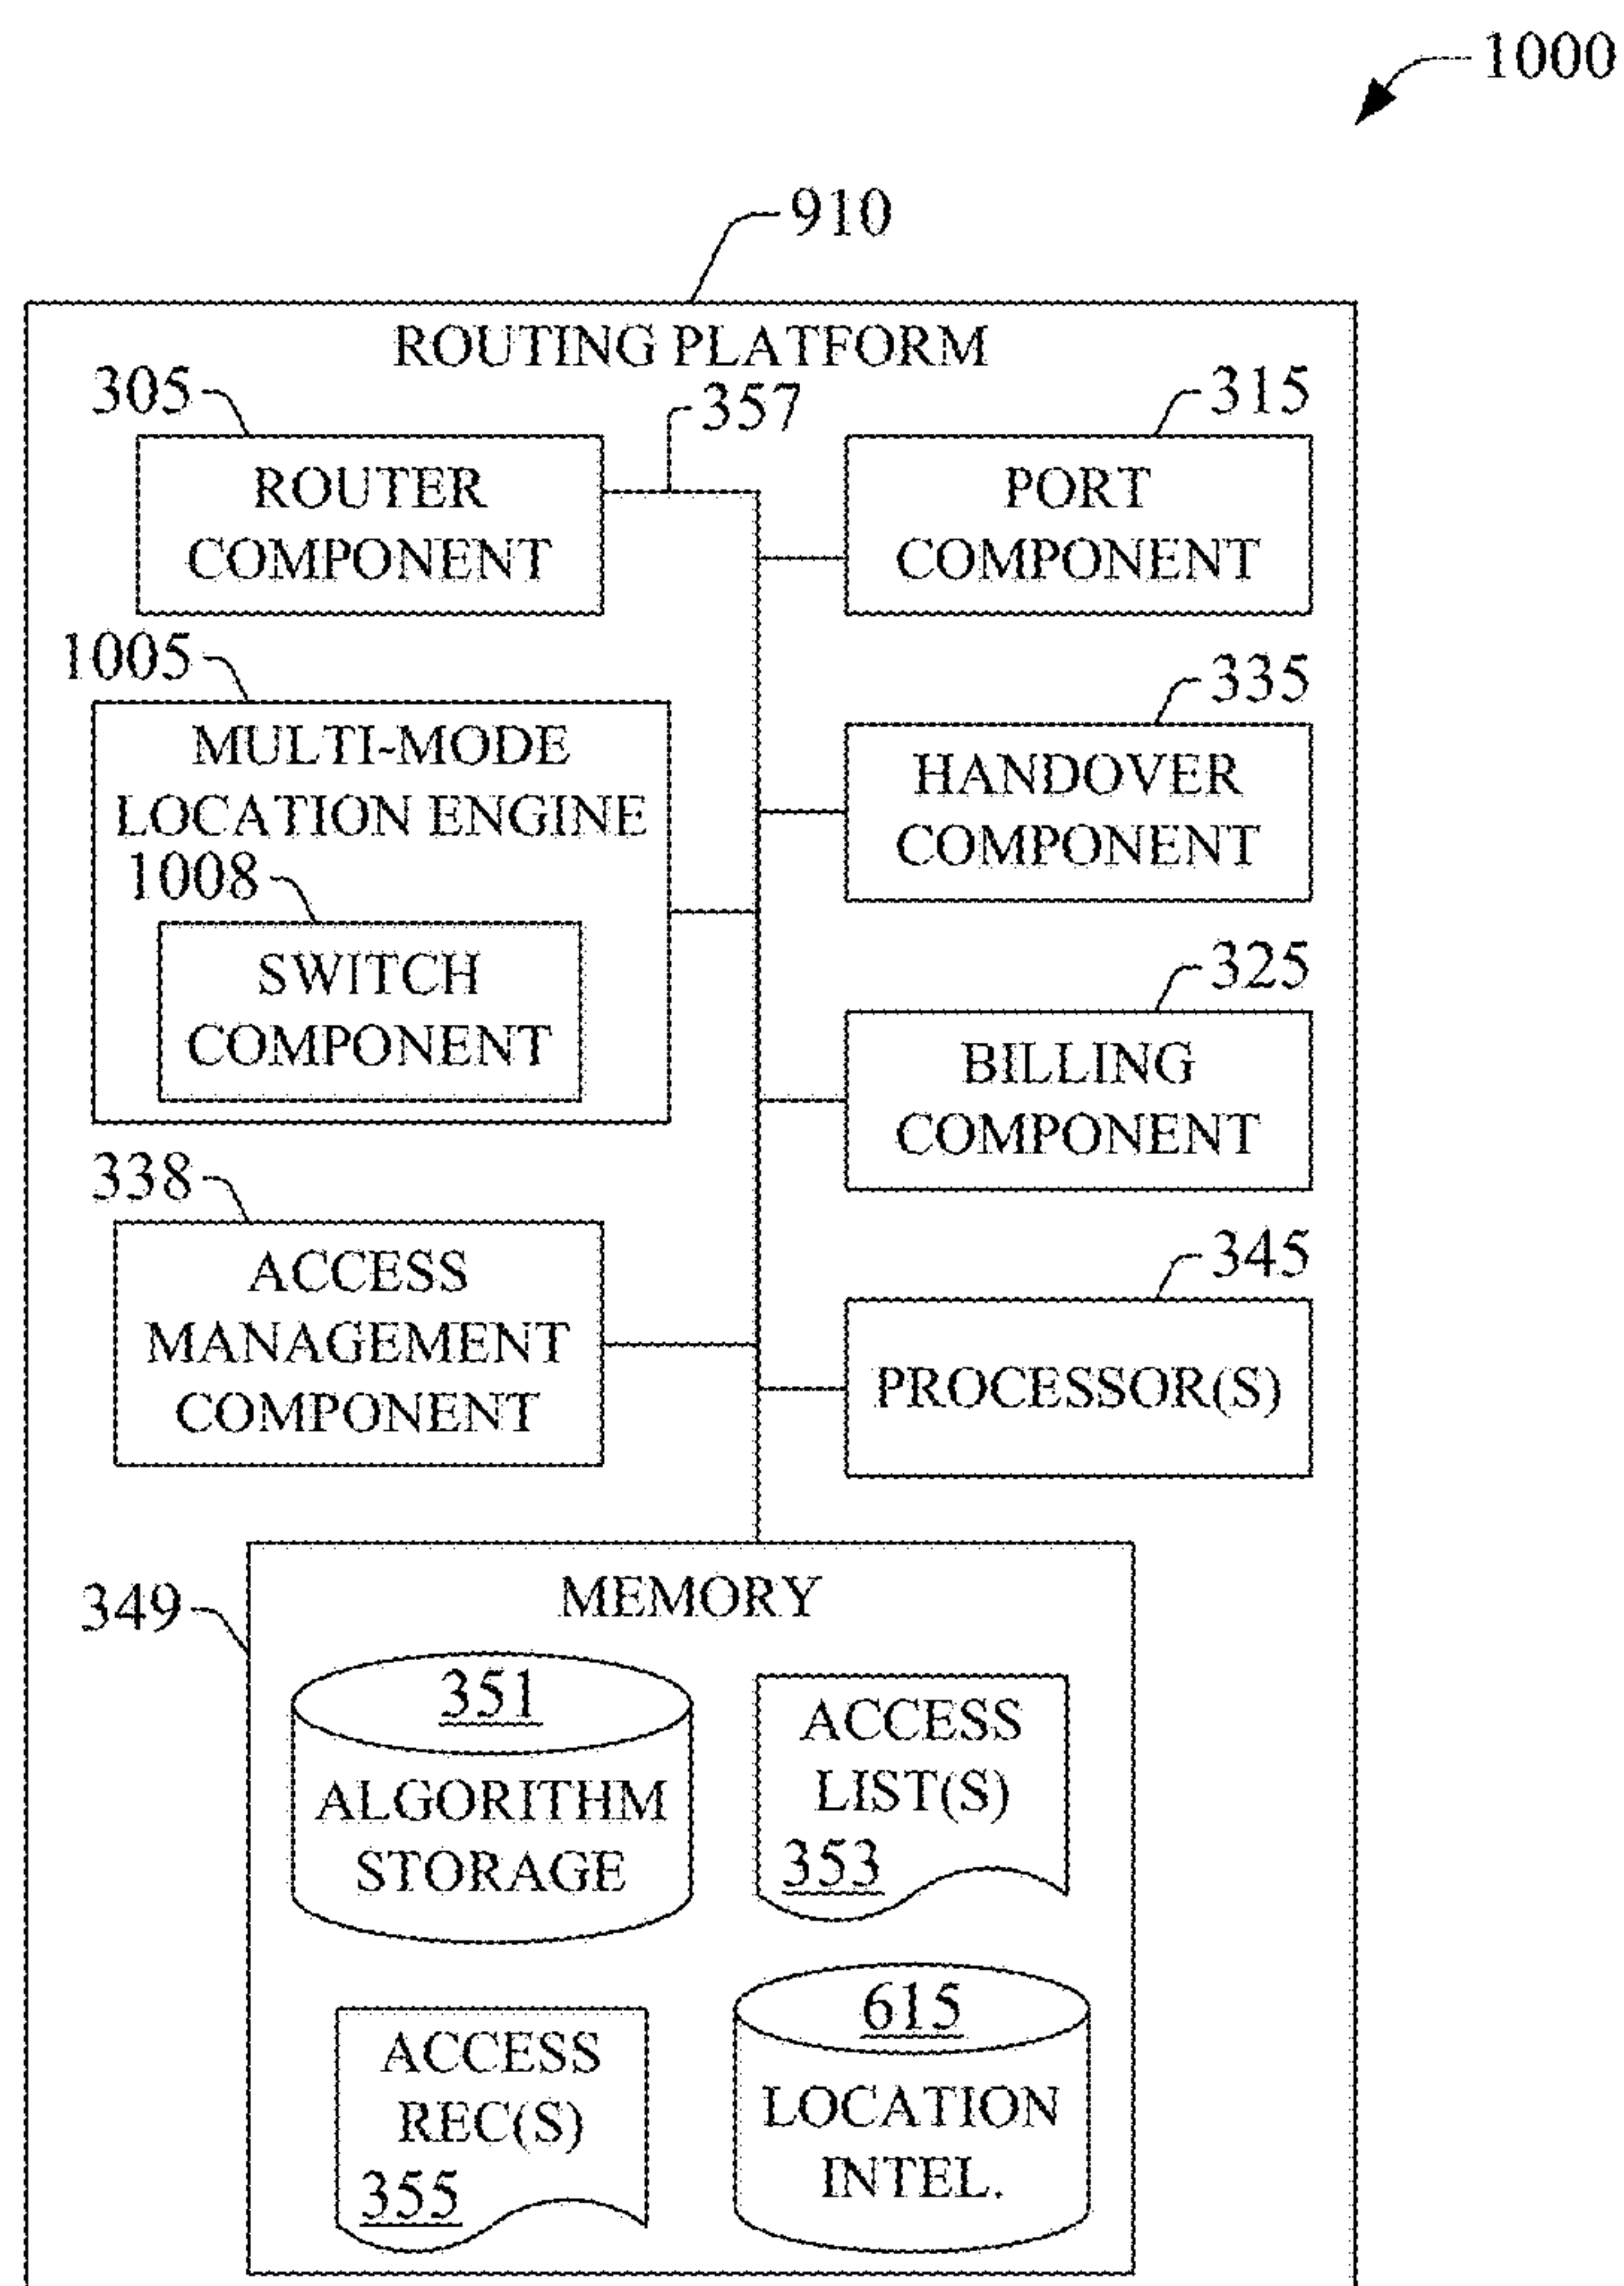 1000
910
ROUTING PLATFORM
305
357
315
ROUTER
COMPONENT
PORT
COMPONENT
1005
335
MULTI-MODE
LOCATION ENGINE
HANDOVER
COMPONENT
1008
SWITCH
COMPONENT
325
BILLING
COMPONENT
338
ACCESS
MANAGEMENT
COMPONENT
345
PROCESSOR(S)
349
MEMORY
351
ALGORITHM
STORAGE
ACCESS
LIST(S)
353
ACCESS
REC(S)
355
615
LOCATION
INTEL.